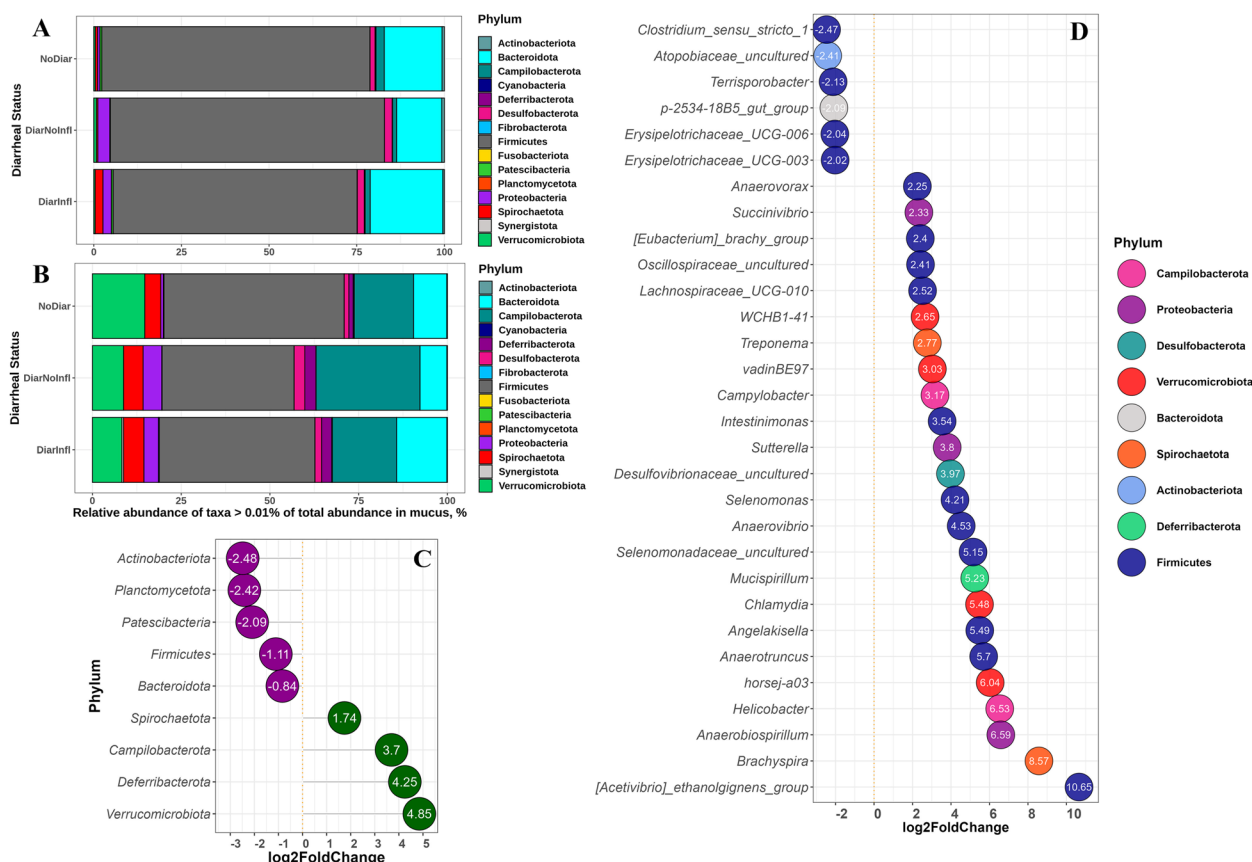 A
Diarrheal Status
NoDiar
DiarNoInfl
DiarInfl
0
25
50
75
100
Phylum
Actinobacteriota
Bacteroidota
Campilobacterota
Cyanobacteria
Deferribacterota
Desulfobacterota
Fibrobacterota
Firmicutes
Fusobacteriota
Patescibacteria
Planctomycetota
Proteobacteria
Spirochaetota
Synergistota
Verrucomicrobiota
B
Diarrheal Status
NoDiar
DiarNoInfl
DiarInfl
0
25
50
75
100
Relative abundance of taxa > 0.01% of total abundance in mucus, %
Phylum
Actinobacteriota
Bacteroidota
Campilobacterota
Cyanobacteria
Deferribacterota
Desulfobacterota
Fibrobacterota
Firmicutes
Fusobacteriota
Patescibacteria
Planctomycetota
Proteobacteria
Spirochaetota
Synergistota
Verrucomicrobiota
C
Phylum
Actinobacteriota -2.48
Planctomycetota -2.42
Patescibacteria -2.09
Firmicutes -1.11
Bacteroidota -0.84
Spirochaetota 1.74
Campilobacterota 3.7
Deferribacterota 4.25
Verrucomicrobiota 4.85
-3 -2 -1 0 1 2 3 4 5
log2FoldChange
D
Clostridium_sensu_stricto_1 -2.47
Atopobiaceae_uncultured -2.41
Terrisporobacter -2.13
p-2534-18B5_gut_group -2.09
Erysipelotrichaceae_UCG-006 -2.04
Erysipelotrichaceae_UCG-003 -2.02
Anaerovorax 2.25
Succinivibrio 2.33
[Eubacterium]_brachy_group 2.4
Oscillospiraceae_uncultured 2.41
Lachnospiraceae_UCG-010 2.52
WCHB1-41 2.65
Treponema 2.77
vadinBE97 3.03
Campylobacter 3.17
Intestinimonas 3.54
Sutterella 3.8
Desulfovibrionaceae_uncultured 3.97
Selenomonas 4.21
Anaerovibrio 4.53
Selenomonadaceae_uncultured 5.15
Mucispirillum 5.23
Chlamydia 5.48
Angelakisella 5.49
Anaerotruncus 5.7
horsej-a03 6.04
Helicobacter 6.53
Anaerobiospirillum 6.59
Brachyspira 8.57
[Acetivibrio]_ethanolgignens_group 10.65
-2 0 2 4 6 8 10
log2FoldChange
Phylum
Campilobacterota
Proteobacteria
Desulfobacterota
Verrucomicrobiota
Bacteroidota
Spirochaetota
Actinobacteriota
Deferribacterota
Firmicutes